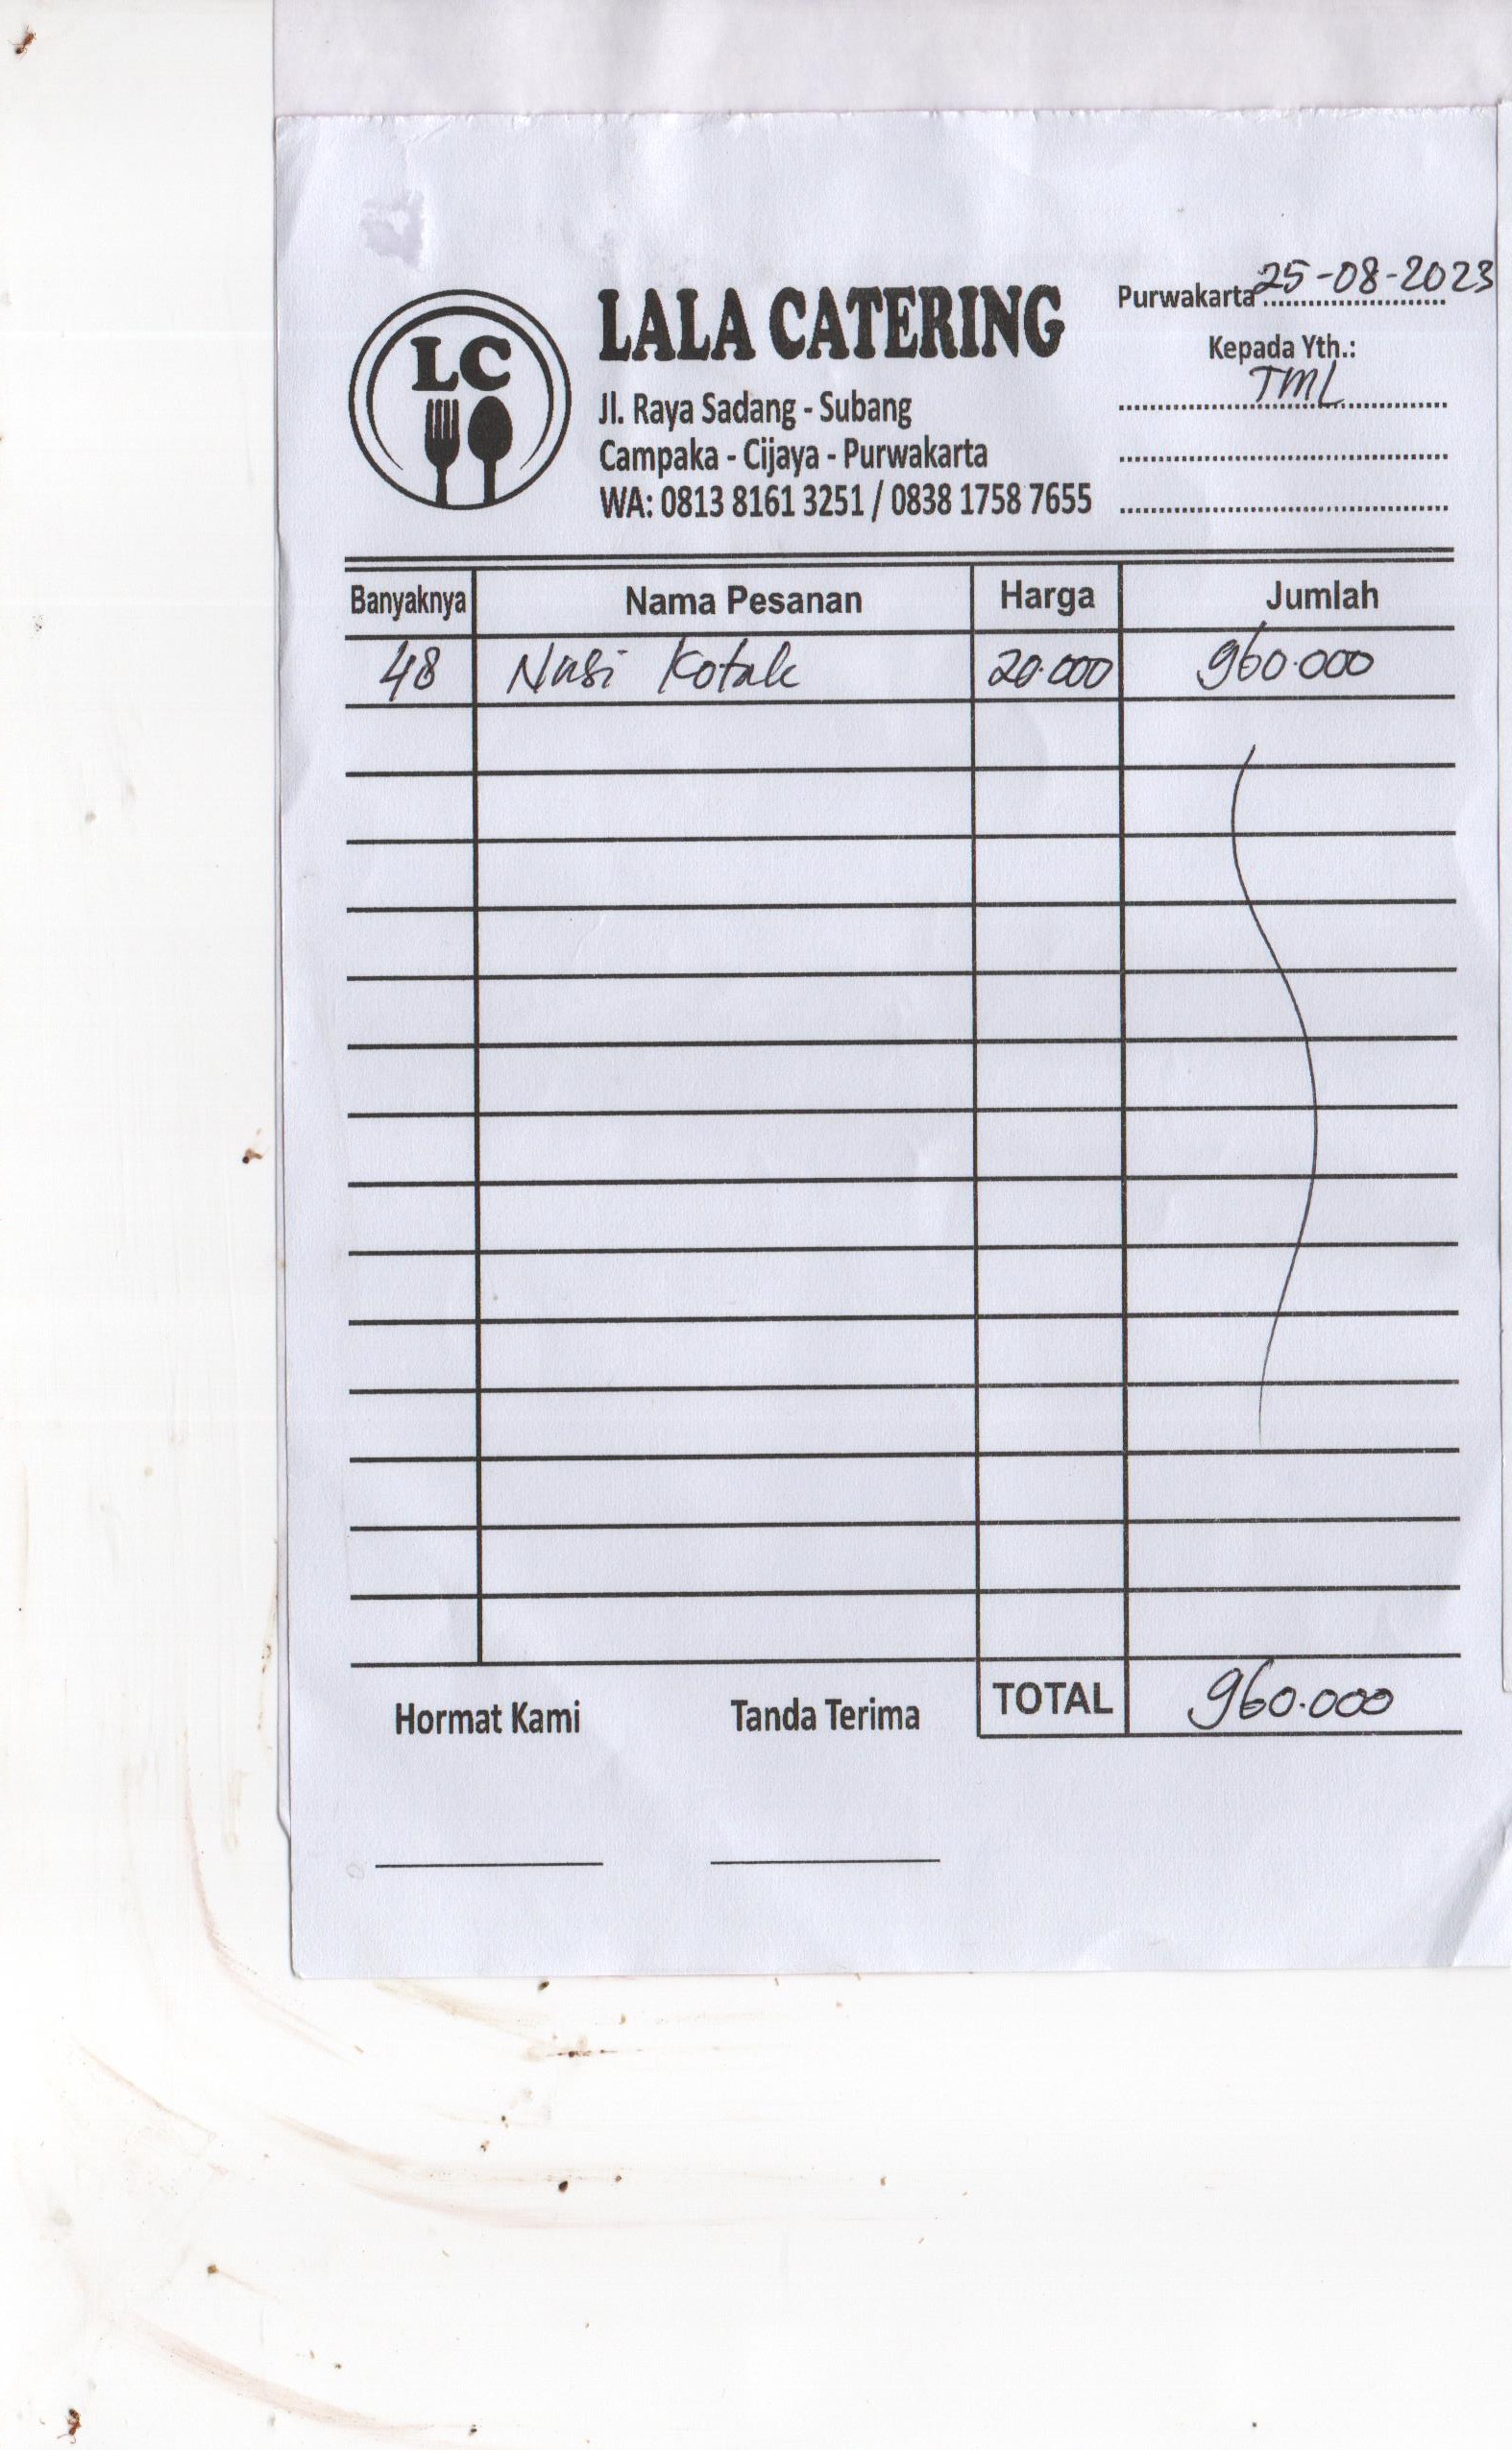 Purwakarta 25-08-2023
LC
LALA CATERING
Kepada Yth.:
TML
Jl. Raya Sadang - Subang
Campaka - Cijaya - Purwakarta
WA: 0813 8161 3251 / 0838 1758 7655
Banyaknya Nama Pesanan Harga Jumlah
48 Nasi Kotak 20.000 960.000
Hormat Kami Tanda Terima TOTAL 960.000